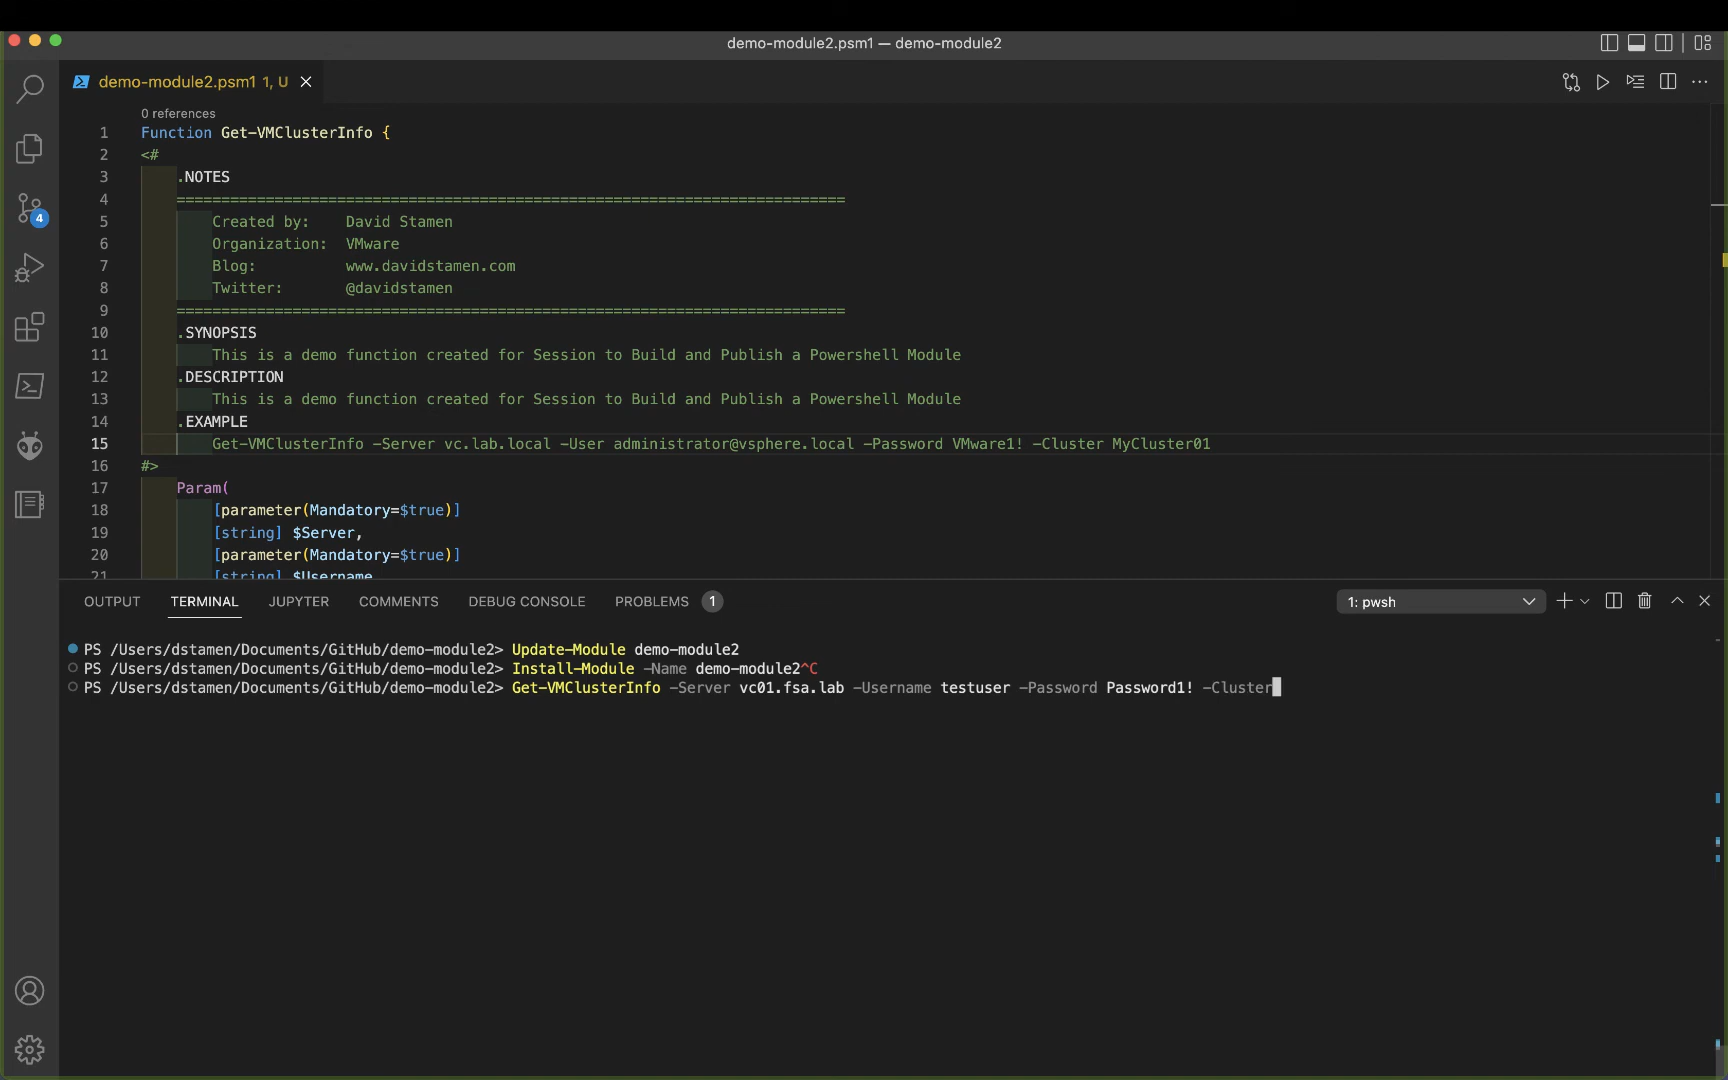 demo-module2.psm1 — demo-module2
demo-module2.psm1 1, U
0 references
1 Function Get-VMClusterInfo {
2 <#
3 .NOTES
4 ===========================================================================
5 Created by: David Stamen
6 Organization: VMware
7 Blog: www.davidstamen.com
8 Twitter: @davidstamen
9 ===========================================================================
10 .SYNOPSIS
11 This is a demo function created for Session to Build and Publish a Powershell Module
12 .DESCRIPTION
13 This is a demo function created for Session to Build and Publish a Powershell Module
14 .EXAMPLE
15 Get-VMClusterInfo -Server vc.lab.local -User administrator@vsphere.local -Password VMware1! -Cluster MyCluster01
16 #>
17 Param(
18 [parameter(Mandatory=$true)]
19 [string] $Server,
20 [parameter(Mandatory=$true)]
21 [string] $Username
4
OUTPUT TERMINAL JUPYTER COMMENTS DEBUG CONSOLE PROBLEMS 1 1: pwsh
PS /Users/dstamen/Documents/GitHub/demo-module2> Update-Module demo-module2
PS /Users/dstamen/Documents/GitHub/demo-module2> Install-Module -Name demo-module2^C
PS /Users/dstamen/Documents/GitHub/demo-module2> Get-VMClusterInfo -Server vc01.fsa.lab -Username testuser -Password Password1! -Cluster